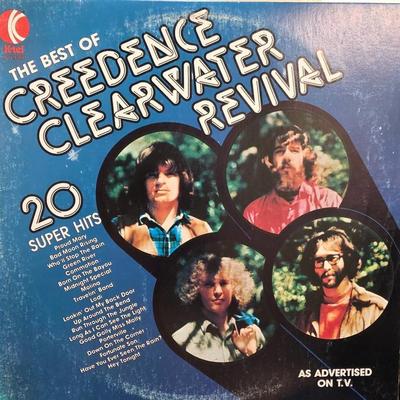 K-tel
THE BEST OF
CREEDENCE
CLEARWATER
REVIVAL
20
SUPER HITS
Proud Mary
Bad Moon Rising
Who'll Stop The Rain
Green River
Commotion
Born On The Bayou
Midnight Special
Molina
Travelin' Band
Lodi
Lookin' Out My Back Door
Up Around The Bend
Run Through The Jungle
Long As I Can See The Light
Good Golly Miss Molly
Porterville
Down On The Corner
Fortunate Son
Have You Ever Seen The Rain?
Hey Tonight
AS ADVERTISED
ON T.V.